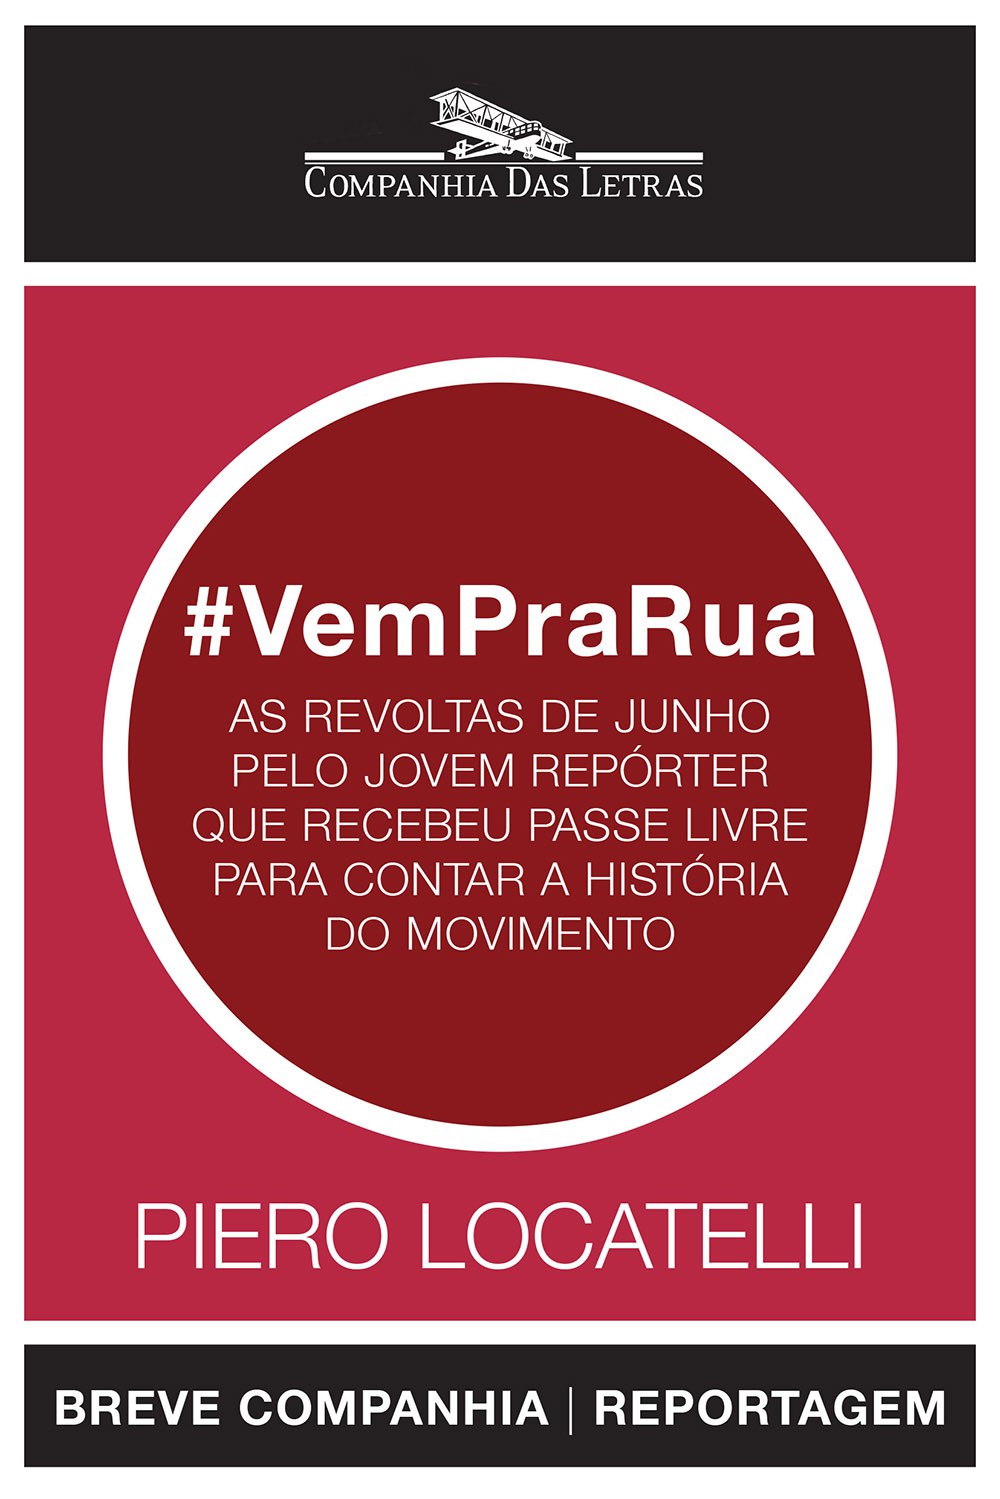 COMPANHIA DAS LETRAS
#VemPraRua
AS REVOLTAS DE JUNHO
PELO JOVEM REPÓRTER
QUE RECEBEU PASSE LIVRE
PARA CONTAR A HISTÓRIA
DO MOVIMENTO
PIERO LOCATELLI
BREVE COMPANHIA | REPORTAGEM